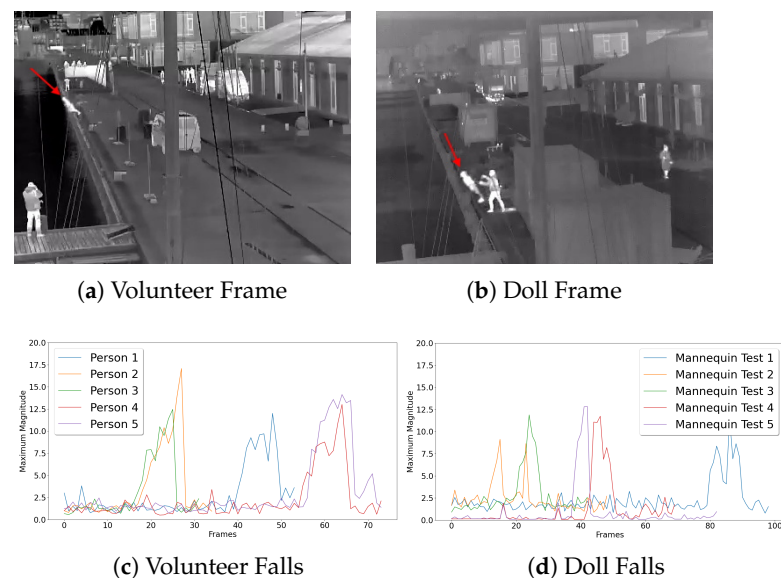 (a) Volunteer Frame
(b) Doll Frame
20.0
17.5
15.0
12.5
10.0
7.5
5.0
2.5
0.0
Maximum Magnitude
Person 1
Person 2
Person 3
Person 4
Person 5
0
10
20
30
40
50
60
70
Frames
20.0
17.5
15.0
12.5
10.0
7.5
5.0
2.5
0.0
Maximum Magnitude
Mannequin Test 1
Mannequin Test 2
Mannequin Test 3
Mannequin Test 4
Mannequin Test 5
0
20
40
60
80
100
Frames
(c) Volunteer Falls
(d) Doll Falls